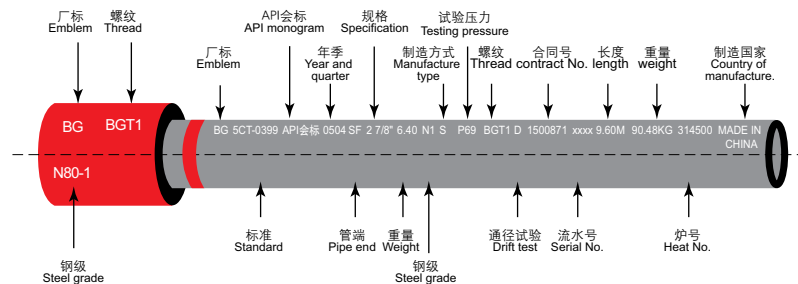 厂标
Emblem
螺纹
Thread
厂标
Emblem
API会标
API monogram
年季
Year and
quarter
规格
Specification
制造方式
Manufacture
type
试验压力
Testing pressure
螺纹
Thread
合同号
contract No.
长度
length
重量
weight
制造国家
Country of
manufacture.
BG
BGT1
N80-1
BG 5CT-0399 API会标 0504 SF 2 7/8" 6.40 N1 S P69 BGT1 D 1500871 xxxx 9.60M 90.48KG 314500 MADE IN
CHINA
钢级
Steel grade
标准
Standard
管端
Pipe end
重量
Weight
钢级
Steel grade
通径试验
Drift test
流水号
Serial No.
炉号
Heat No.